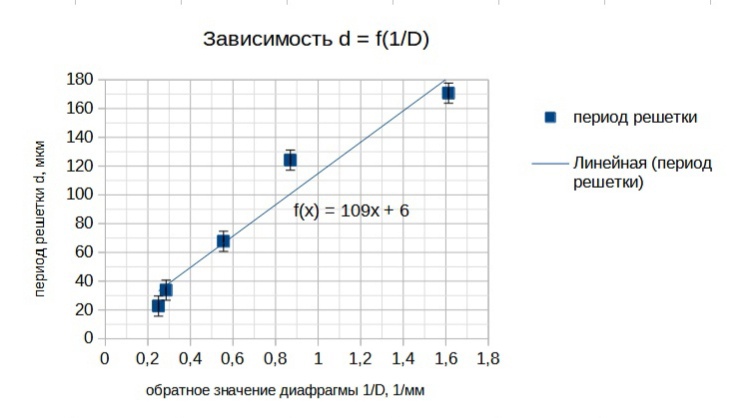 Зависимость d = f(1/D)
180
160
140
120
100
80
60
40
20
0
период решетки d, мкм
f(x) = 109x + 6
0 0,2 0,4 0,6 0,8 1 1,2 1,4 1,6 1,8
обратное значение диафрагмы 1/D, 1/мм
период решетки
Линейная (период
решетки)